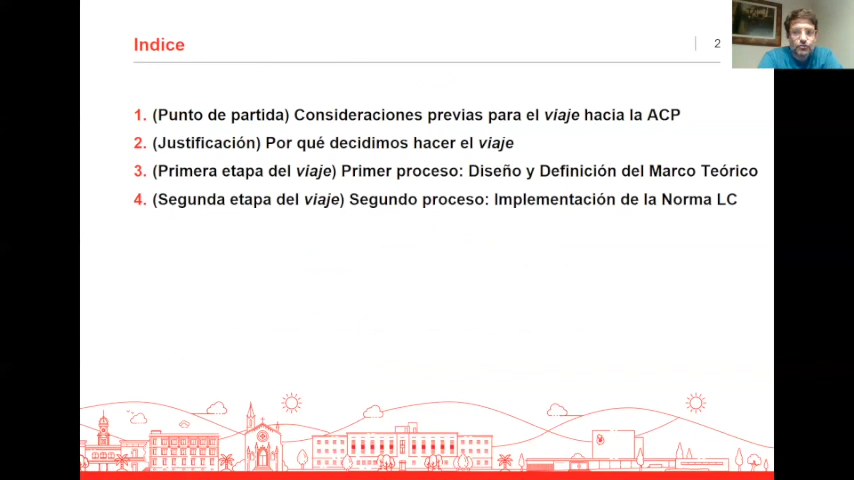 Indice
2
1. (Punto de partida) Consideraciones previas para el viaje hacia la ACP
2. (Justificación) Por qué decidimos hacer el viaje
3. (Primera etapa del viaje) Primer proceso: Diseño y Definición del Marco Teórico
4. (Segunda etapa del viaje) Segundo proceso: Implementación de la Norma LC